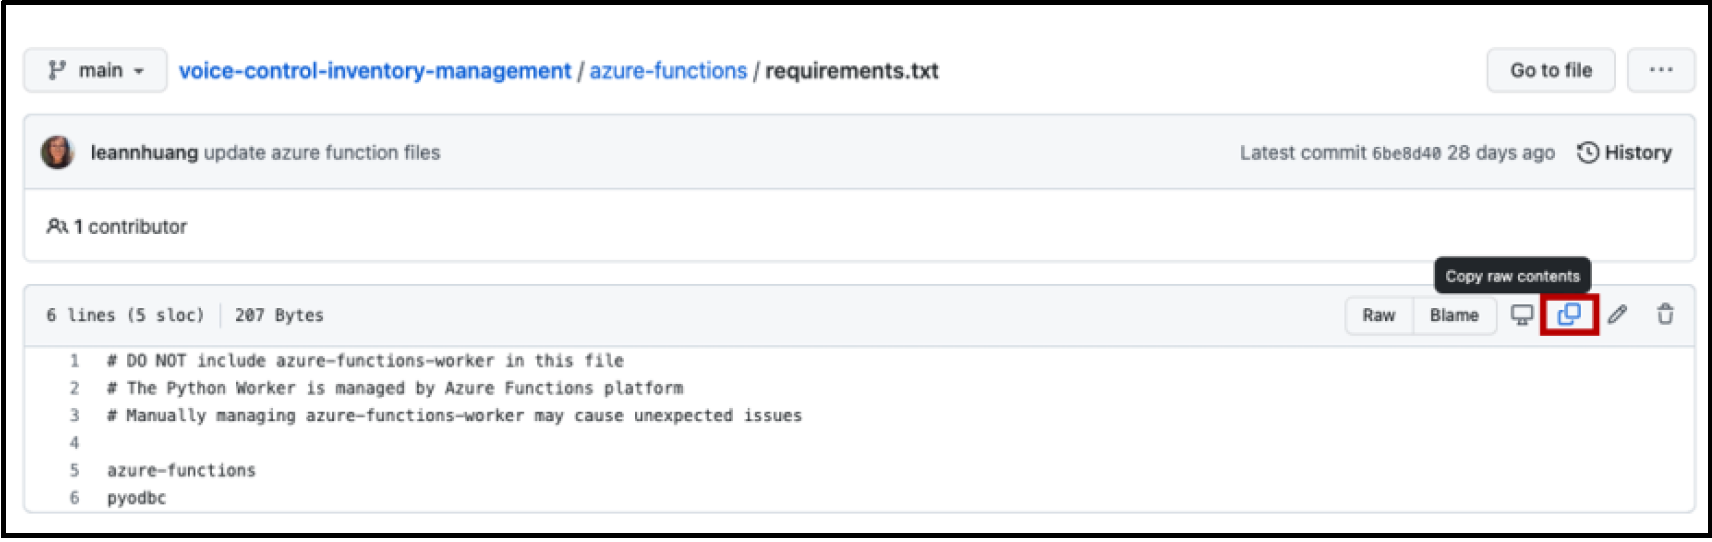 main voice-control-inventory-management / azure-functions / requirements.txt Go to file ...
leannhuang update azure function files Latest commit 6be8d40 28 days ago History
1 contributor
Copy raw contents
6 lines (5 sloc) 207 Bytes Raw Blame
1 # DO NOT include azure-functions-worker in this file
2 # The Python Worker is managed by Azure Functions platform
3 # Manually managing azure-functions-worker may cause unexpected issues
4
5 azure-functions
6 pyodbc